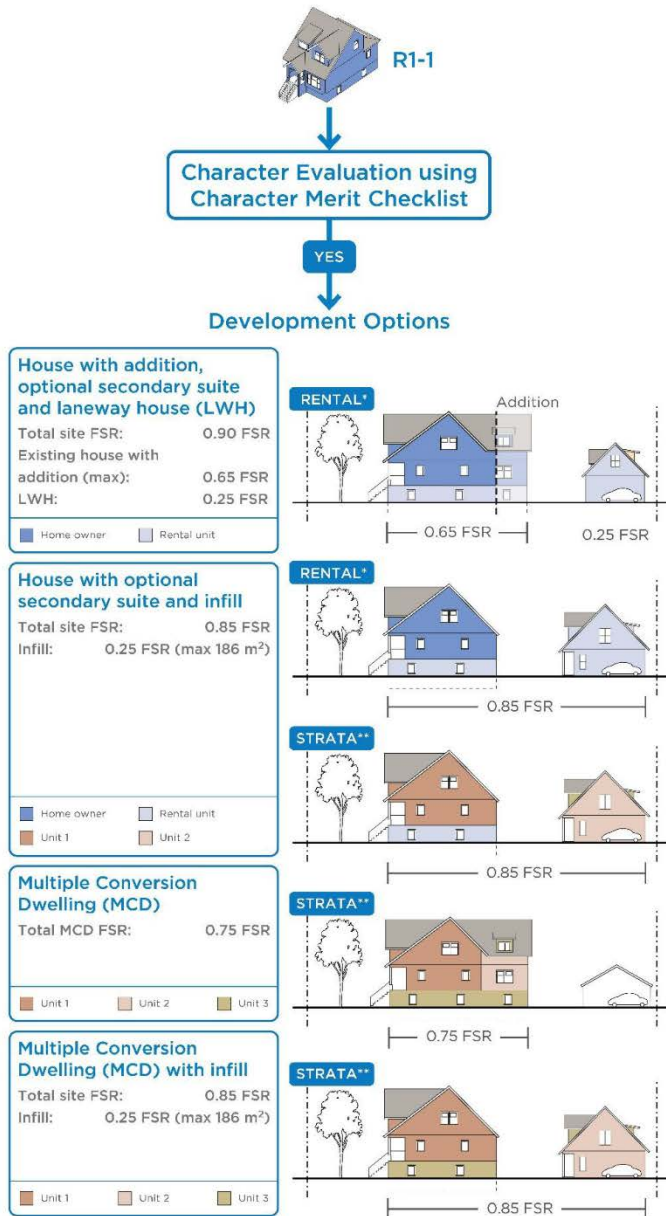 R1-1
Character Evaluation using
Character Merit Checklist
YES
Development Options
House with addition,
optional secondary suite
and laneway house (LWH)
Total site FSR: 0.90 FSR
Existing house with
addition (max): 0.65 FSR
LWH: 0.25 FSR
Home owner Rental unit
RENTAL*
Addition
0.65 FSR 0.25 FSR
House with optional
secondary suite and infill
Total site FSR: 0.85 FSR
Infill: 0.25 FSR (max 186 m²)
Home owner Rental unit
Unit 1 Unit 2
RENTAL*
0.85 FSR
STRATA**
0.85 FSR
Multiple Conversion
Dwelling (MCD)
Total MCD FSR: 0.75 FSR
Unit 1 Unit 2 Unit 3
STRATA**
0.75 FSR
Multiple Conversion
Dwelling (MCD) with infill
Total site FSR: 0.85 FSR
Infill: 0.25 FSR (max 186 m²)
Unit 1 Unit 2 Unit 3
STRATA**
0.85 FSR